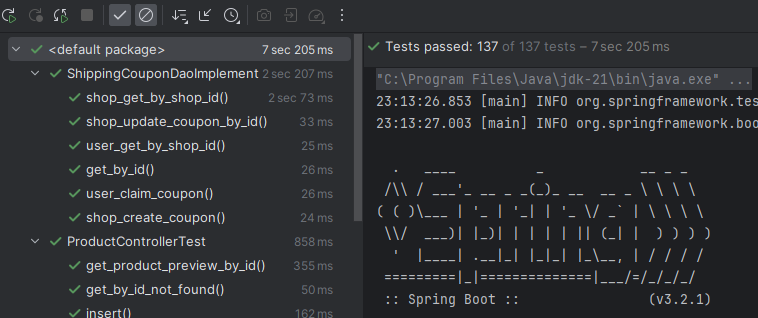 <default package> 7 sec 205 ms
ShippingCouponDaoImplement 2 sec 207 ms
shop_get_by_shop_id() 2 sec 73 ms
shop_update_coupon_by_id() 33 ms
user_get_by_shop_id() 25 ms
get_by_id() 26 ms
user_claim_coupon() 26 ms
shop_create_coupon() 24 ms
ProductControllerTest 858 ms
get_product_preview_by_id() 355 ms
get_by_id_not_found() 50 ms
insert() 162 ms
Tests passed: 137 of 137 tests – 7 sec 205 ms
"C:\Program Files\Java\jdk-21\bin\java.exe" ...
23:13:26.853 [main] INFO org.springframework.tes
23:13:27.003 [main] INFO org.springframework.boo
  .   ____          _            __ _ _
 /\\ / ___'_ __ _ _(_)_ __  __ _ \ \ \ \
( ( )\___ | '_ | '_| | '_ \/ _` | \ \ \ \
 \\/  ___)| |_)| | | | | || (_| |  ) ) ) )
  '  |____| .__|_| |_|_| |_\__, | / / / /
 =========|_|==============|___/=/_/_/_/
 :: Spring Boot ::                (v3.2.1)